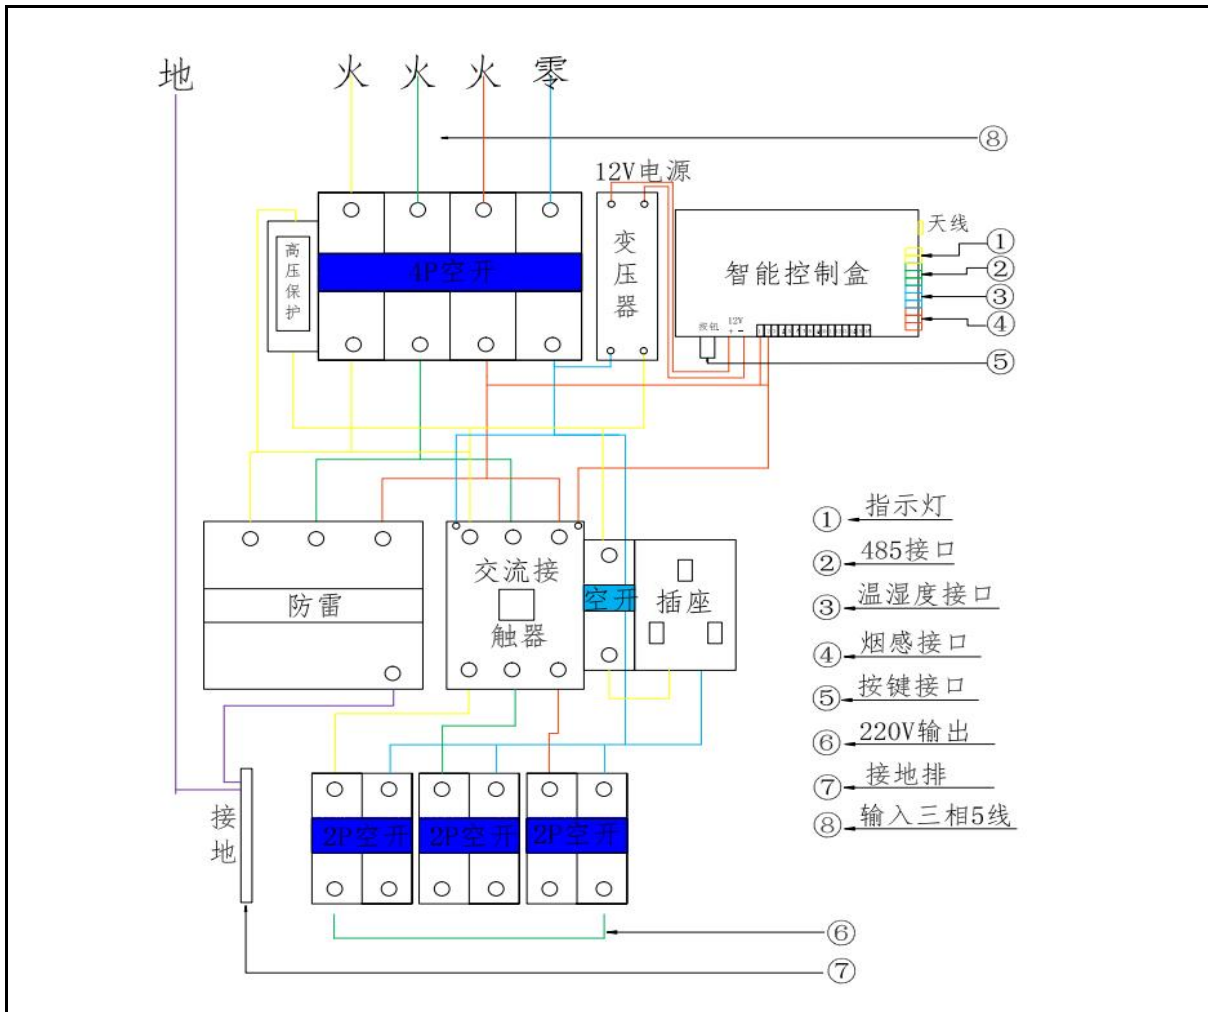 地 火 火 火 零
⑧
12V电源
天线
高压保护
4P空开
变压器
智能控制盒
①
②
③
④
按钮 12V
+ −
⑤
防雷
交流接
触器
空开
插座
2P空开 2P空开 2P空开
接地
⑥
⑦
① 指示灯
② 485接口
③ 温湿度接口
④ 烟感接口
⑤ 按键接口
⑥ 220V输出
⑦ 接地排
⑧ 输入三相5线